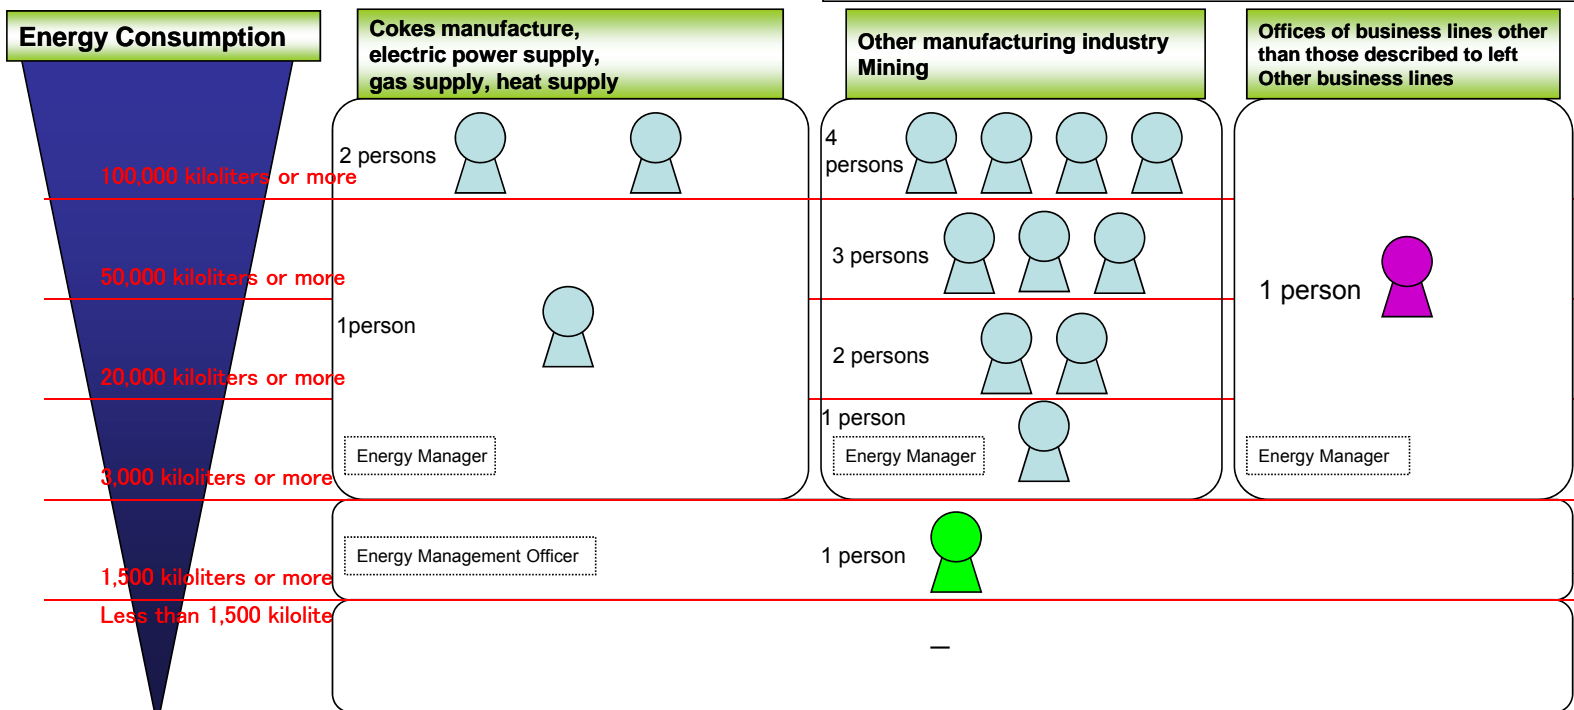 Energy Consumption
Cokes manufacture,
electric power supply,
gas supply, heat supply
Other manufacturing industry
Mining
Offices of business lines other
than those described to left
Other business lines
100,000 kiloliters or more
2 persons
4
persons
50,000 kiloliters or more
3 persons
1 person
1person
20,000 kiloliters or more
2 persons
1 person
3,000 kiloliters or more
Energy Manager
Energy Manager
Energy Manager
Energy Management Officer
1 person
1,500 kiloliters or more
Less than 1,500 kilolite
–